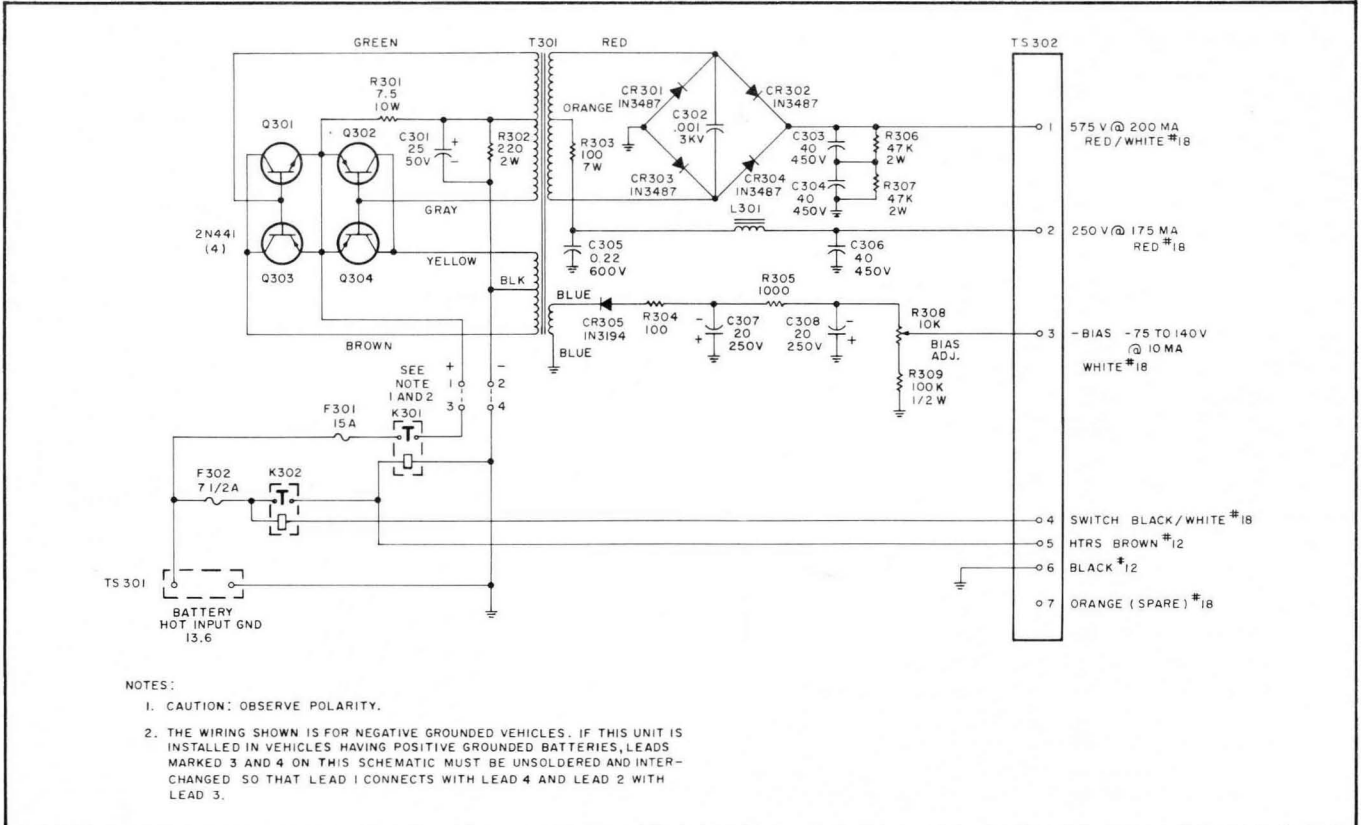 GREEN
T301
RED
TS302
R301
7.5
10W
Q301
Q302
C301
25
50V
+
-
R302
220
2W
ORANGE
R303
100
7W
CR301
IN3487
CR302
IN3487
C302
.001
3KV
CR303
IN3487
CR304
IN3487
C303
40
450V
R306
47K
2W
C304
40
450V
R307
47K
2W
1 575 V @ 200 MA
RED/WHITE #18
GRAY
L301
2N441
(4)
Q303
Q304
YELLOW
BLK
C305
0.22
600V
C306
40
450V
2 250 V @ 175 MA
RED #18
BLUE
CR305
IN3194
BLUE
R304
100
R305
1000
-
+
C307
20
250V
C308
20
250V
-
+
R308
10K
BIAS
ADJ.
R309
100K
1/2 W
3 -BIAS -75 TO 140V
@ 10 MA
WHITE #18
BROWN
SEE
NOTE
1 AND 2
+ -
1 2
3 4
F301
15A
K301
T
F302
7 1/2A
K302
T
4 SWITCH BLACK/WHITE #18
5 HTRS BROWN #12
6 BLACK #12
7 ORANGE (SPARE) #18
TS301
BATTERY
HOT INPUT GND
13.6
NOTES:
1. CAUTION: OBSERVE POLARITY.
2. THE WIRING SHOWN IS FOR NEGATIVE GROUNDED VEHICLES. IF THIS UNIT IS
INSTALLED IN VEHICLES HAVING POSITIVE GROUNDED BATTERIES, LEADS
MARKED 3 AND 4 ON THIS SCHEMATIC MUST BE UNSOLDERED AND INTER-
CHANGED SO THAT LEAD 1 CONNECTS WITH LEAD 4 AND LEAD 2 WITH
LEAD 3.